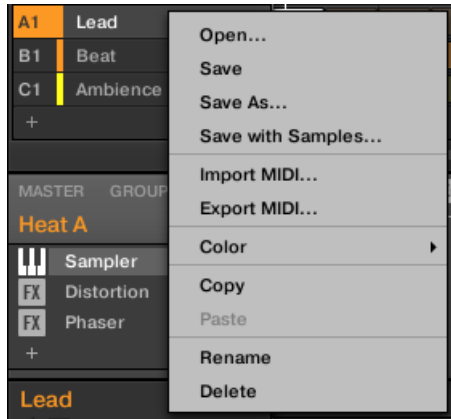 A1 Lead
B1 Beat
C1 Ambience
+
MASTER GROUP
Heat A
Sampler
FX Distortion
FX Phaser
+
Lead
Open...
Save
Save As...
Save with Samples...
Import MIDI...
Export MIDI...
Color
Copy
Paste
Rename
Delete